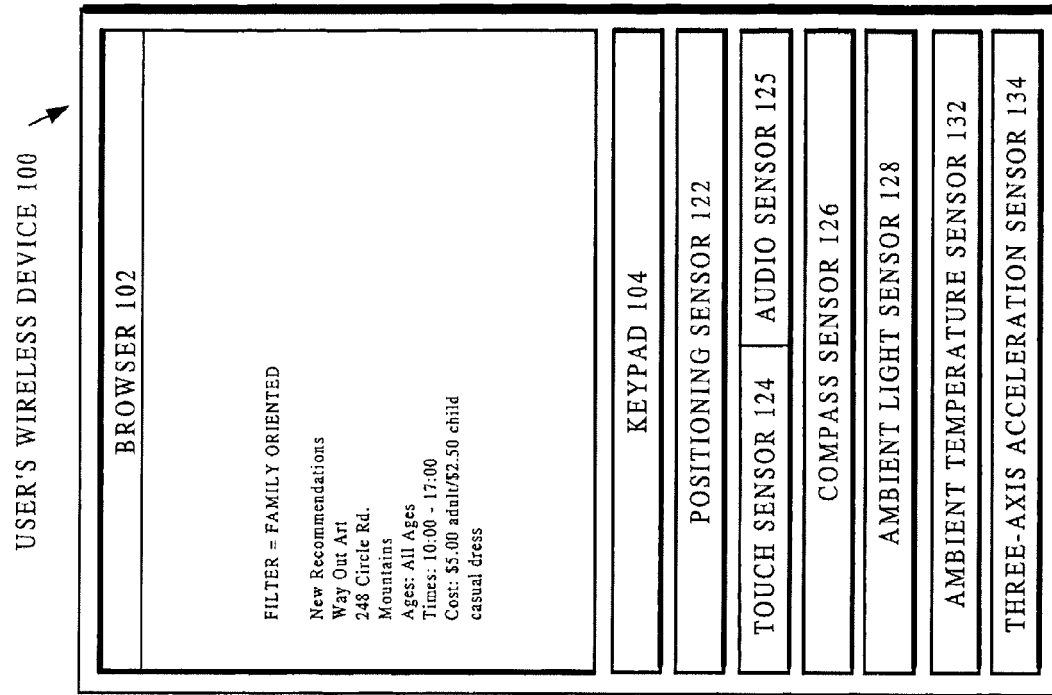 USER'S WIRELESS DEVICE 100
BROWSER 102
FILTER = FAMILY ORIENTED
New Recommendations
Way Out Art
248 Circle Rd.
Mountains
Ages: All Ages
Times: 10:00 - 17:00
Cost: $5.00 adult/$2.50 child
casual dress
KEYPAD 104
POSITIONING SENSOR 122
TOUCH SENSOR 124
AUDIO SENSOR 125
COMPASS SENSOR 126
AMBIENT LIGHT SENSOR 128
AMBIENT TEMPERATURE SENSOR 132
THREE-AXIS ACCELERATION SENSOR 134